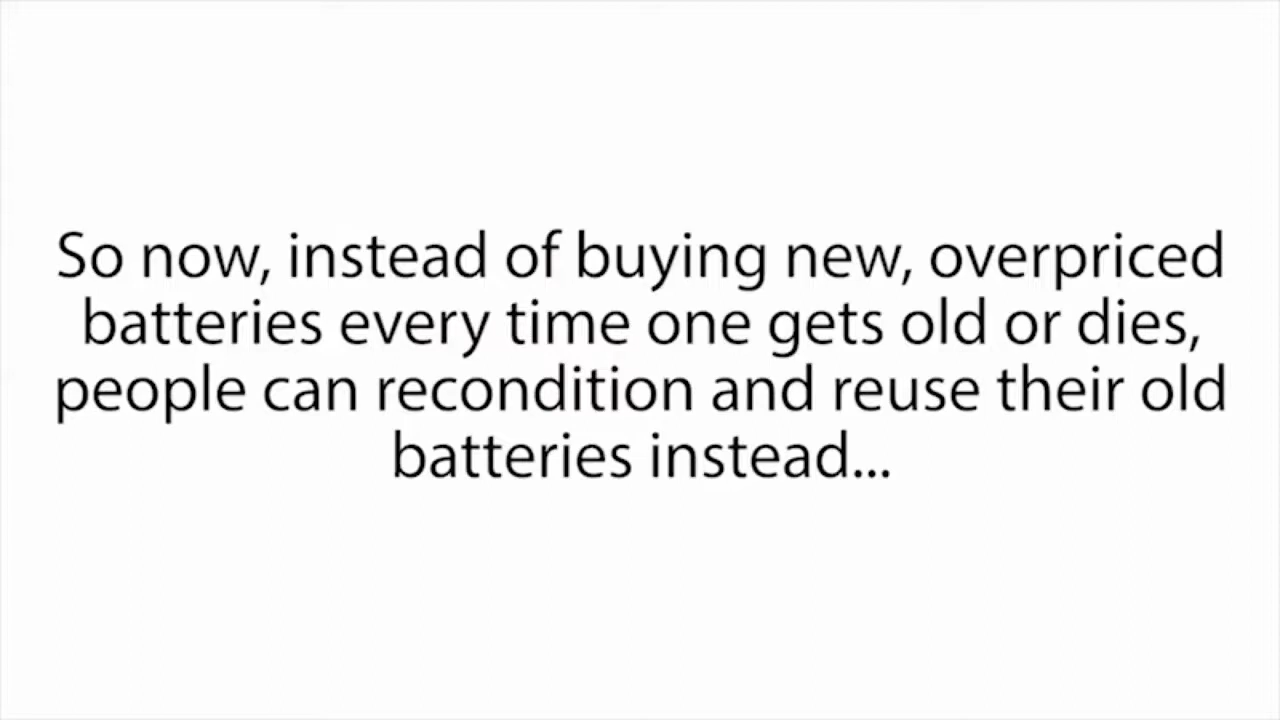 So now, instead of buying new, overpriced
batteries every time one gets old or dies,
people can recondition and reuse their old
batteries instead...